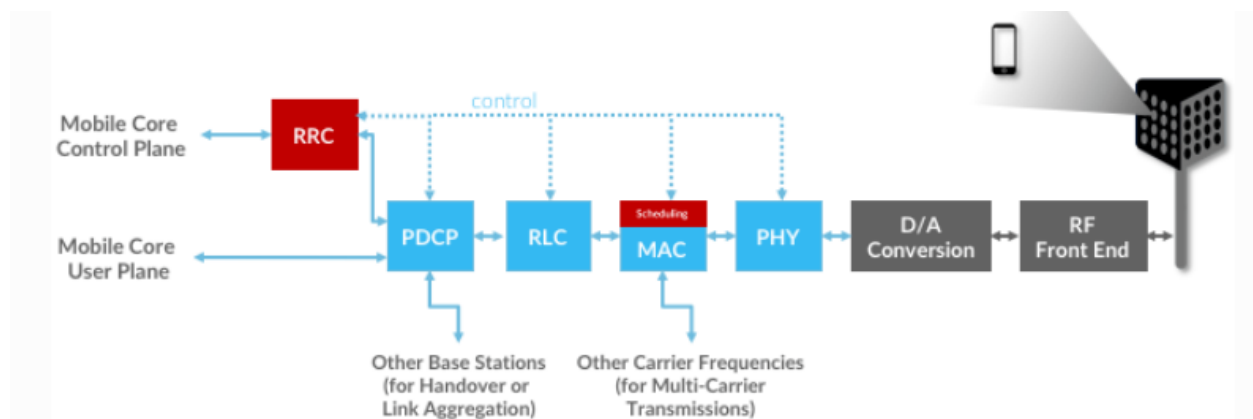 control
Mobile Core
Control Plane
RRC
Mobile Core
User Plane
PDCP
RLC
Scheduling
MAC
PHY
D/A
Conversion
RF
Front End
Other Base Stations
(for Handover or
Link Aggregation)
Other Carrier Frequencies
(for Multi-Carrier
Transmissions)